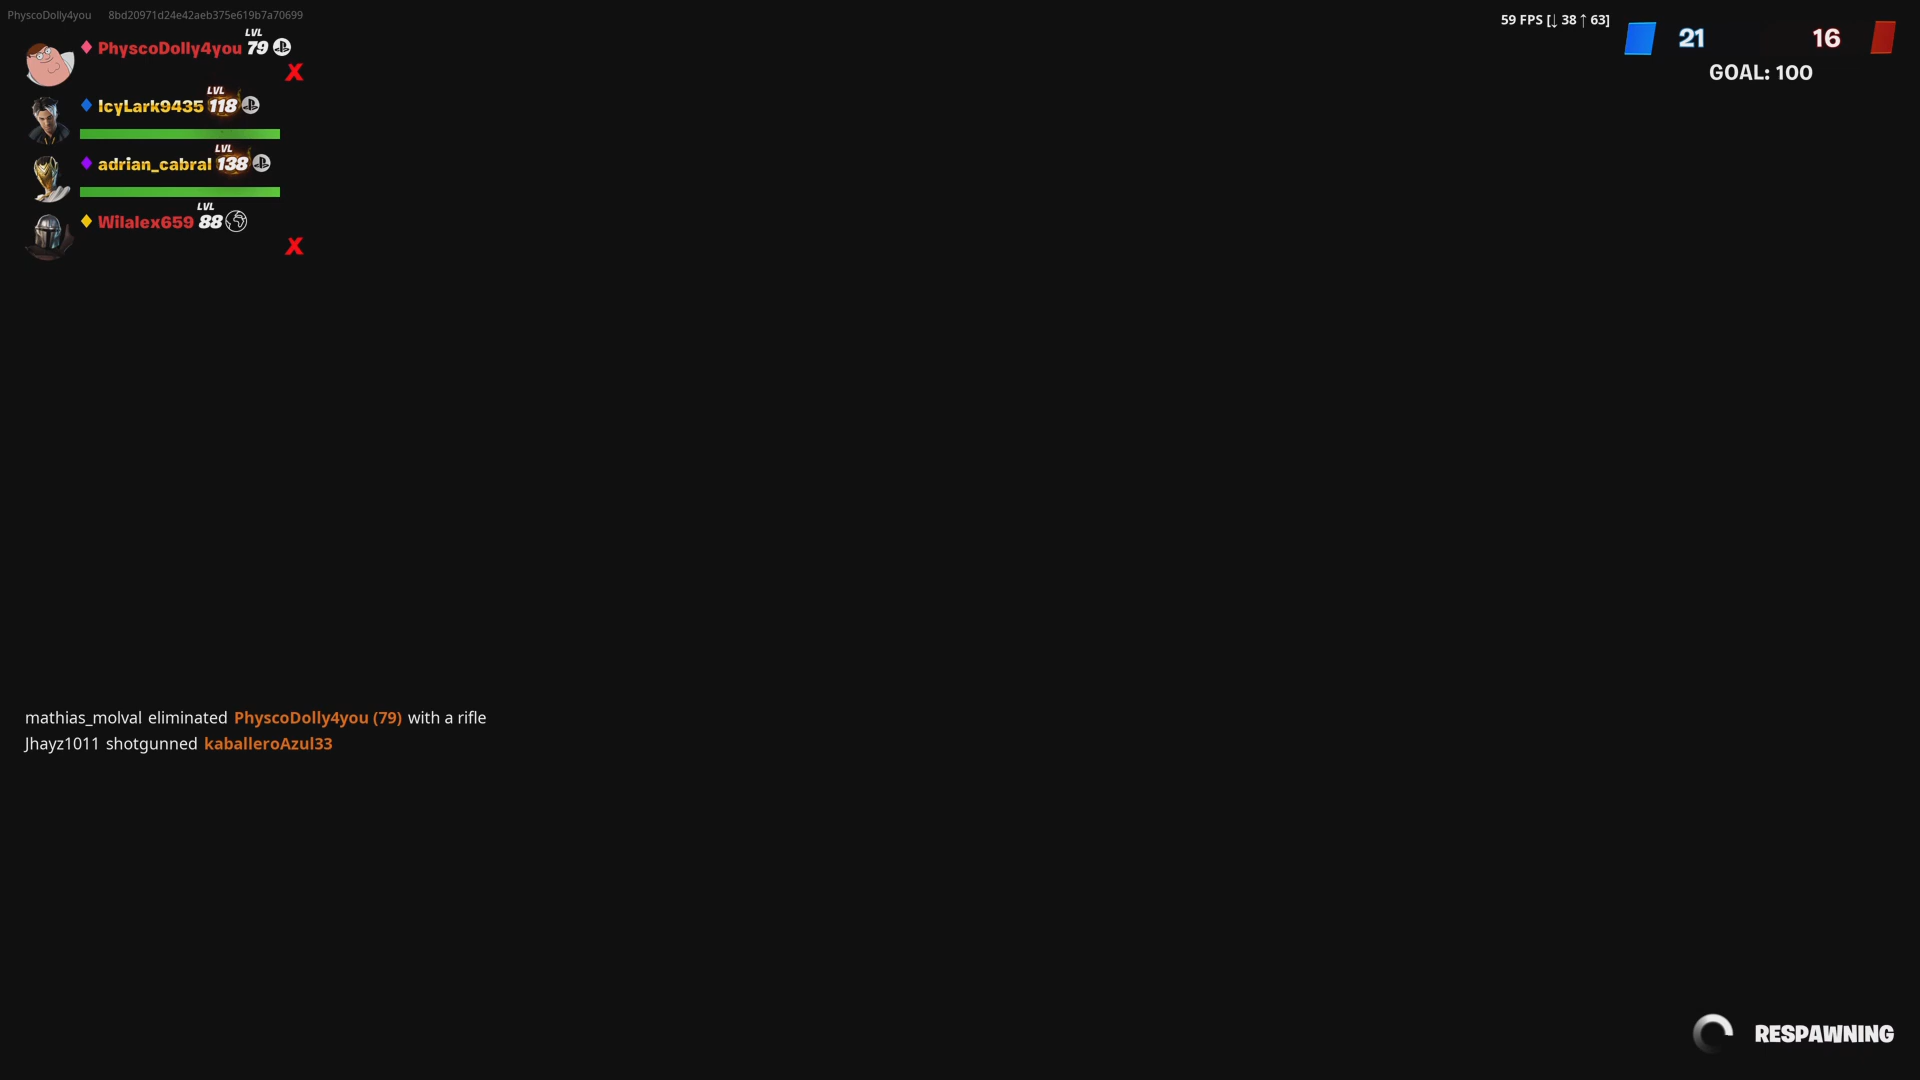 PhyscoDolly4you 8bd20971d24e42aeb375e619b7a70699
59 FPS [↓ 38 ↑ 63]
21 16
GOAL: 100
LVL
PhyscoDolly4you 79
X
LVL
IcyLark9435 118
LVL
adrian_cabral 138
LVL
Wilalex659 88
X
mathias_molval eliminated PhyscoDolly4you (79) with a rifle
Jhayz1011 shotgunned kaballeroAzul33
RESPAWNING